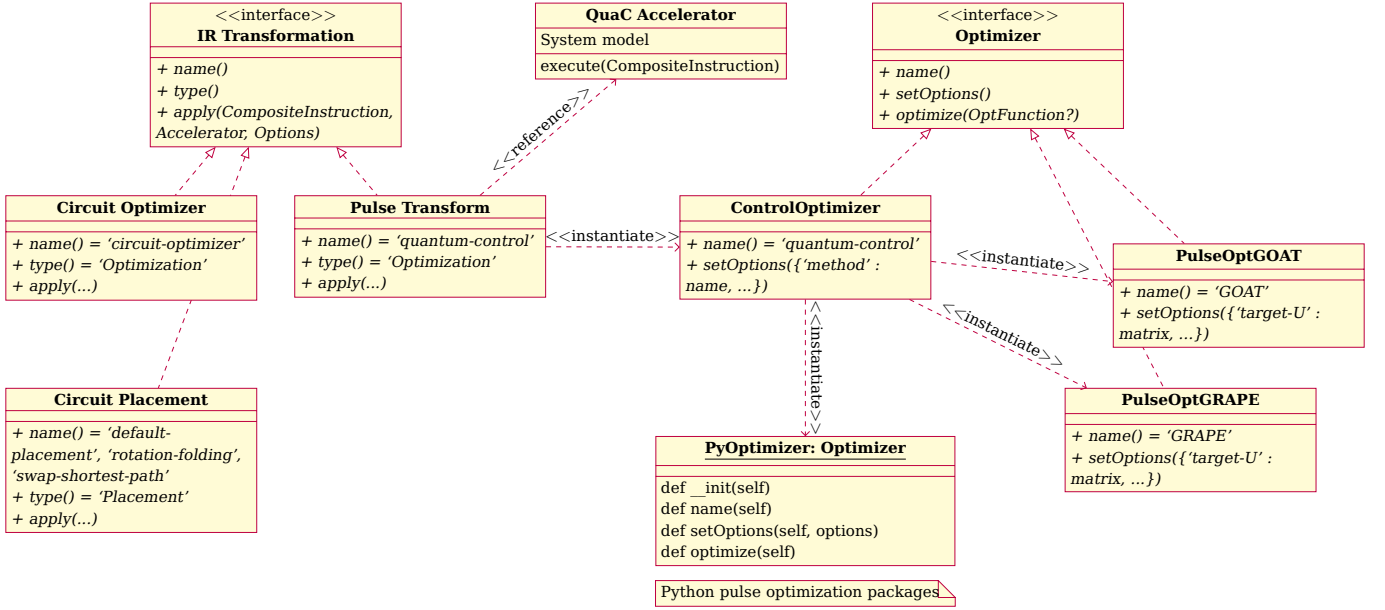 <<interface>>
IR Transformation
+ name()
+ type()
+ apply(CompositeInstruction,
Accelerator, Options)
QuaC Accelerator
System model
execute(CompositeInstruction)
<<interface>>
Optimizer
+ name()
+ setOptions()
+ optimize(OptFunction?)
<<reference>>
Circuit Optimizer
+ name() = ‘circuit-optimizer’
+ type() = ‘Optimization’
+ apply(...)
Pulse Transform
+ name() = ‘quantum-control’
+ type() = ‘Optimization’
+ apply(...)
<<instantiate>>
ControlOptimizer
+ name() = ‘quantum-control’
+ setOptions({‘method’ :
name, ...})
<<instantiate>>
PulseOptGOAT
+ name() = ‘GOAT’
+ setOptions({‘target-U’ :
matrix, ...})
<<instantiate>>
<<instantiate>>
Circuit Placement
+ name() = ‘default-
placement’, ‘rotation-folding’,
‘swap-shortest-path’
+ type() = ‘Placement’
+ apply(...)
PulseOptGRAPE
+ name() = ‘GRAPE’
+ setOptions({‘target-U’ :
matrix, ...})
PyOptimizer: Optimizer
def __init(self)
def name(self)
def setOptions(self, options)
def optimize(self)
Python pulse optimization packages